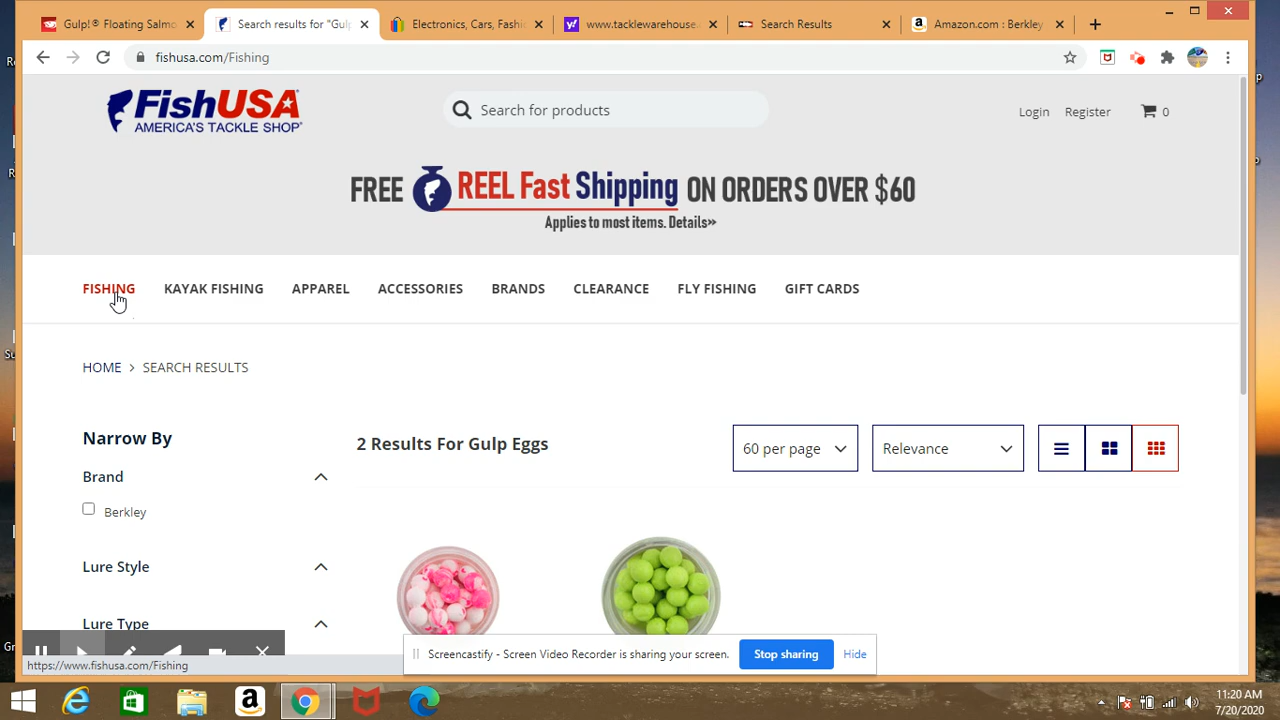 Gulp! Floating Salmo
Search results for "Gulp
Electronics, Cars, Fashi
www.tacklewarehouse.
Search Results
Amazon.com : Berkley
fishusa.com/Fishing
FishUSA
AMERICA'S TACKLE SHOP
Search for products
Login Register 0
FREE REEL Fast Shipping ON ORDERS OVER $60
Applies to most items. Details»
FISHING KAYAK FISHING APPAREL ACCESSORIES BRANDS CLEARANCE FLY FISHING GIFT CARDS
HOME > SEARCH RESULTS
Narrow By
2 Results For Gulp Eggs
60 per page
Relevance
Brand
Berkley
Lure Style
Lure Type
Screencastify - Screen Video Recorder is sharing your screen.
Stop sharing
Hide
https://www.fishusa.com/Fishing
11:20 AM
7/20/2020